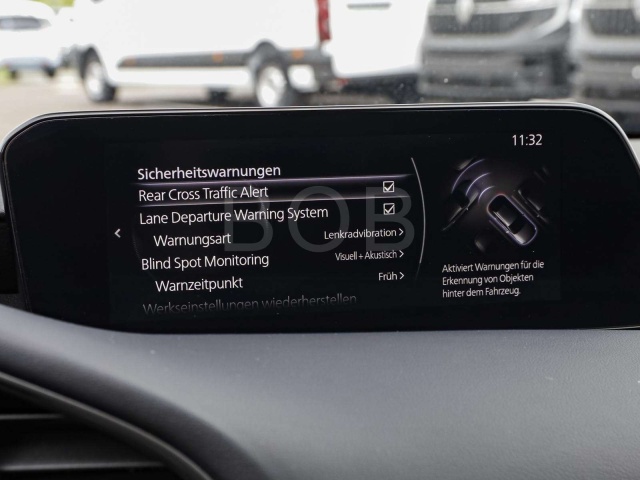 11:32
Sicherheitswarnungen
Rear Cross Traffic Alert
Lane Departure Warning System
Warnungsart Lenkradvibration >
Blind Spot Monitoring Visuell + Akustisch >
Warnzeitpunkt Früh >
Werkseinstellungen wiederherstellen
Aktiviert Warnungen für die
Erkennung von Objekten
hinter dem Fahrzeug.
BOB